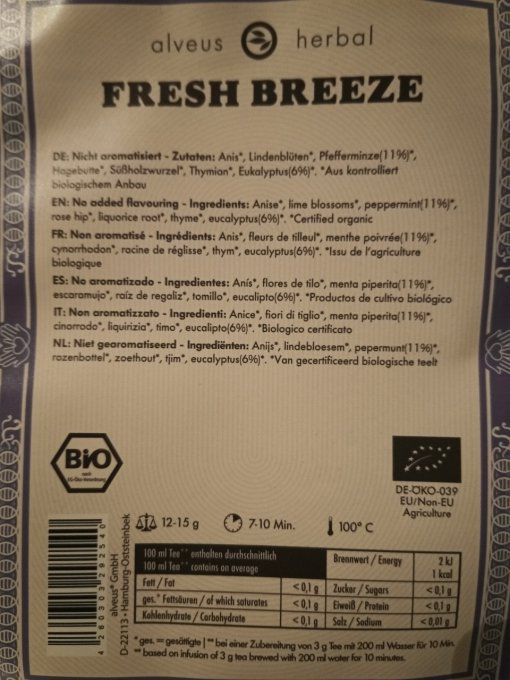 alveus herbal
FRESH BREEZE
DE: Nicht aromatisiert - Zutaten: Anis*, Lindenblüten*, Pfefferminze(11%)*,
Hagebutte*, Süßholzwurzel*, Thymian*, Eukalyptus(6%)*. *Aus kontrolliert
biologischem Anbau
EN: No added flavouring - Ingredients: Anise*, lime blossoms*, peppermint(11%)*,
rose hip*, liquorice root*, thyme*, eucalyptus(6%)*. *Certified organic
FR: Non aromatisé - Ingrédients: Anis*, fleurs de tilleul*, menthe poivrée(11%)*,
cynorrhodon*, racine de réglisse*, thym*, eucalyptus(6%)*. *Issu de l'agriculture
biologique
ES: No aromatizado - Ingredientes: Anís*, flores de tilo*, menta piperita(11%)*,
escaramujo*, raíz de regaliz*, tomillo*, eucalipto(6%)*. *Productos de cultivo biológico
IT: Non aromatizzato - Ingredienti: Anice*, fiori di tiglio*, menta piperita(11%)*,
cinorrodo*, liquirizia*, timo*, eucalipto(6%)*. *Biologico certificato
NL: Niet gearomatiseerd - Ingrediënten: Anijs*, lindebloesem*, pepermunt(11%)*,
rozenbottel*, zoethout*, tjim*, eucalyptus(6%)*. *Van gecertificeerd biologische teelt
Bio
nach
EG-Öko-Verordnung
DE-ÖKO-039
EU/Non-EU
Agriculture
4 260303 292540
alveus® GmbH
D-22113 • Hamburg-Oststeinbek
12-15 g
7-10 Min.
100° C
100 ml Tee** enthalten durchschnittlich
100 ml Tea** contains on average
Brennwert / Energy
2 kJ
1 kcal
Fett / Fat < 0,1 g
Zucker / Sugars < 0,1 g
ges.* Fettsäuren / of which saturates < 0,1 g
Eiweiß / Protein < 0,1 g
Kohlenhydrate / Carbohydrate < 0,1 g
Salz / Sodium < 0,01 g
* ges. = gesättigte | ** bei einer Zubereitung von 3 g Tee mit 200 ml Wasser für 10 Min.
** based on infusion of 3 g tea brewed with 200 ml water for 10 minutes.